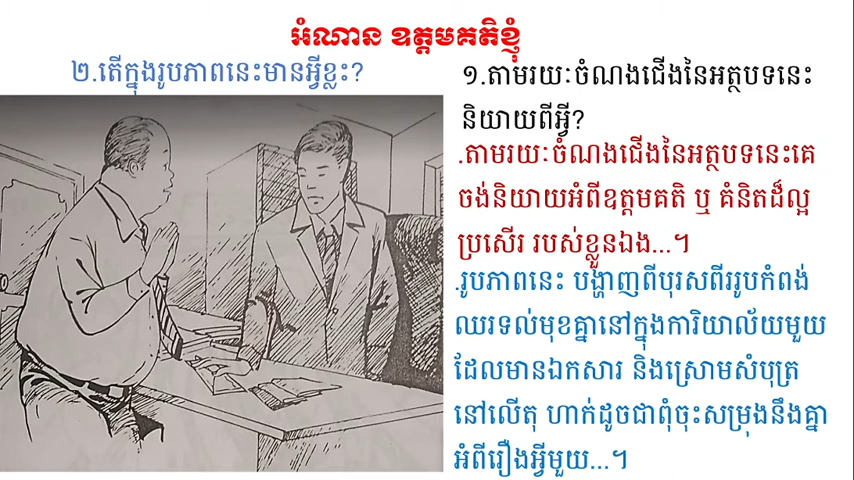 អំណាន ឧត្តមគតិខ្ញុំ
២.តើក្នុងរូបភាពនេះមានអ្វីខ្លះ?
១.តាមរយៈចំណងជើងនៃអត្ថបទនេះ
និយាយពីអ្វី?
.តាមរយៈចំណងជើងនៃអត្ថបទនេះគេ
ចង់និយាយអំពីឧត្តមគតិ ឬ គំនិតដ៏ល្អ
ប្រសើរ របស់ខ្លួនឯង...។
.រូបភាពនេះ បង្ហាញពីបុរសពីររូបកំពង់
ឈរទល់មុខគ្នានៅក្នុងការិយាល័យមួយ
ដែលមានឯកសារ និងស្រោមសំបុត្រ
នៅលើតុ ហាក់ដូចជាពុំចុះសម្រុងនឹងគ្នា
អំពីរឿងអ្វីមួយ...។